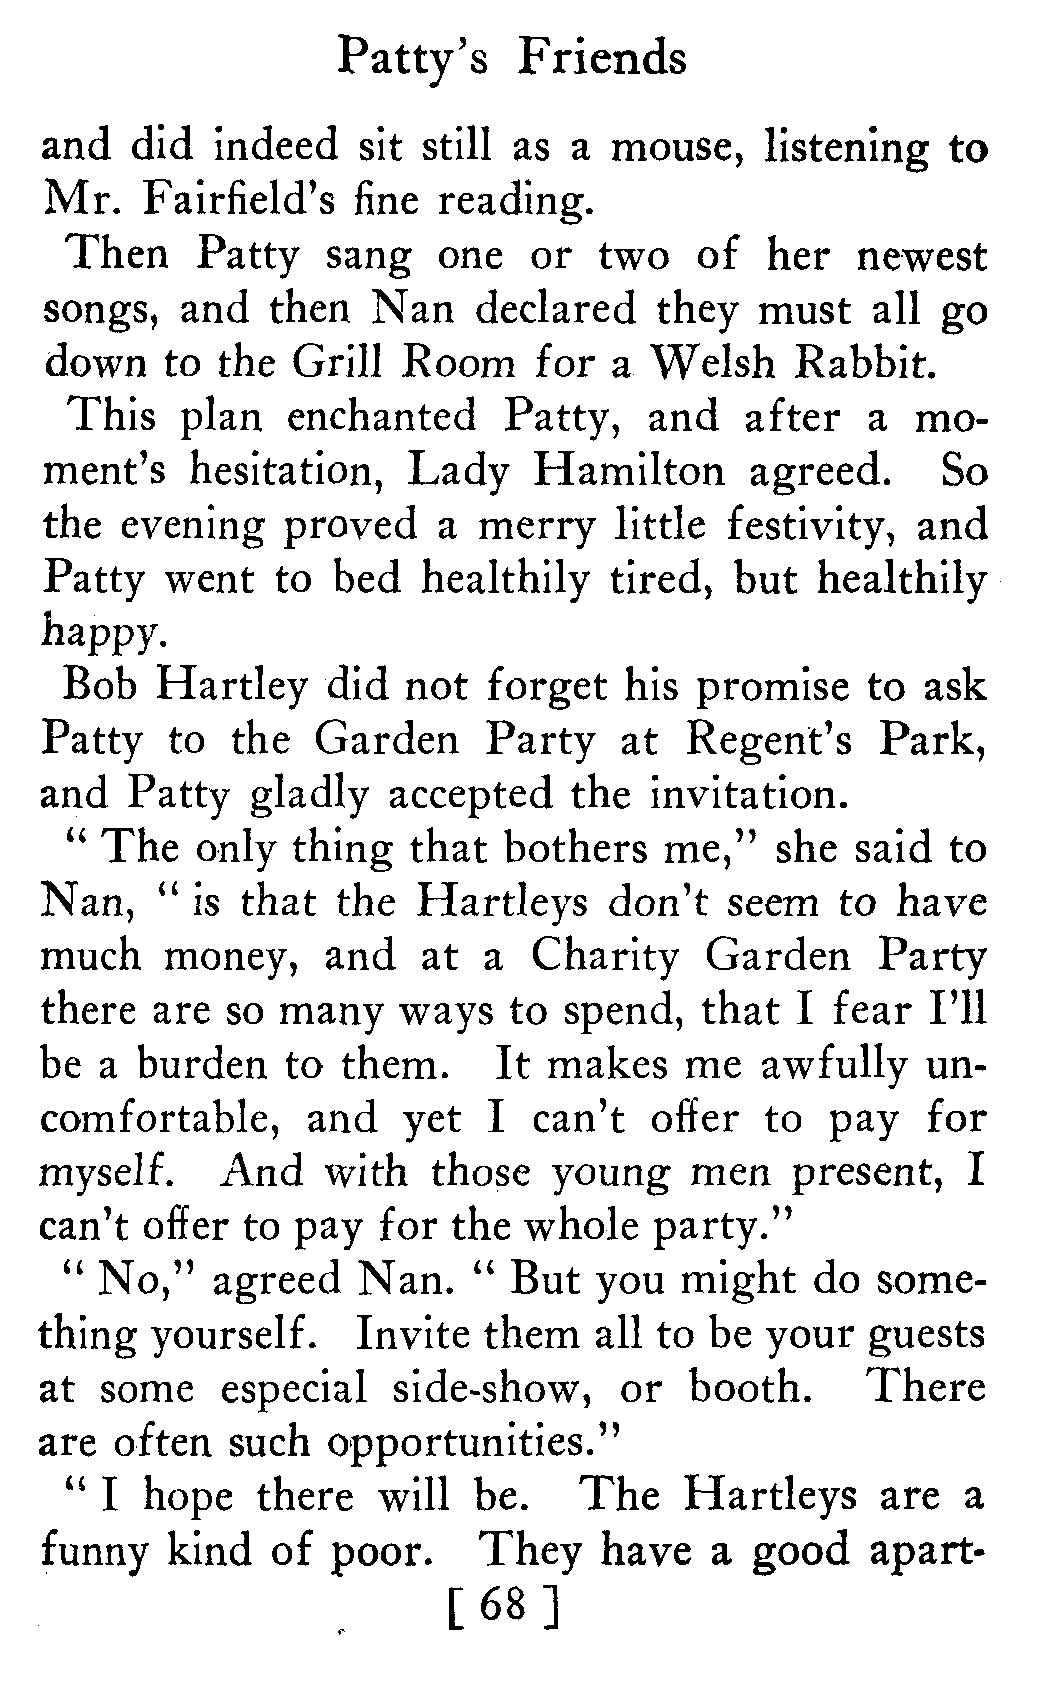 Patty's Friends
and did indeed sit still as a mouse, listening to
Mr. Fairfield's fine reading.
Then Patty sang one or two of her newest
songs, and then Nan declared they must all go
down to the Grill Room for a Welsh Rabbit.
This plan enchanted Patty, and after a mo-
ment's hesitation, Lady Hamilton agreed. So
the evening proved a merry little festivity, and
Patty went to bed healthily tired, but healthily
happy.
Bob Hartley did not forget his promise to ask
Patty to the Garden Party at Regent's Park,
and Patty gladly accepted the invitation.
" The only thing that bothers me," she said to
Nan, " is that the Hartleys don't seem to have
much money, and at a Charity Garden Party
there are so many ways to spend, that I fear I'll
be a burden to them. It makes me awfully un-
comfortable, and yet I can't offer to pay for
myself. And with those young men present, I
can't offer to pay for the whole party."
" No," agreed Nan. " But you might do some-
thing yourself. Invite them all to be your guests
at some especial side-show, or booth. There
are often such opportunities."
" I hope there will be. The Hartleys are a
funny kind of poor. They have a good apart-
[ 68 ]